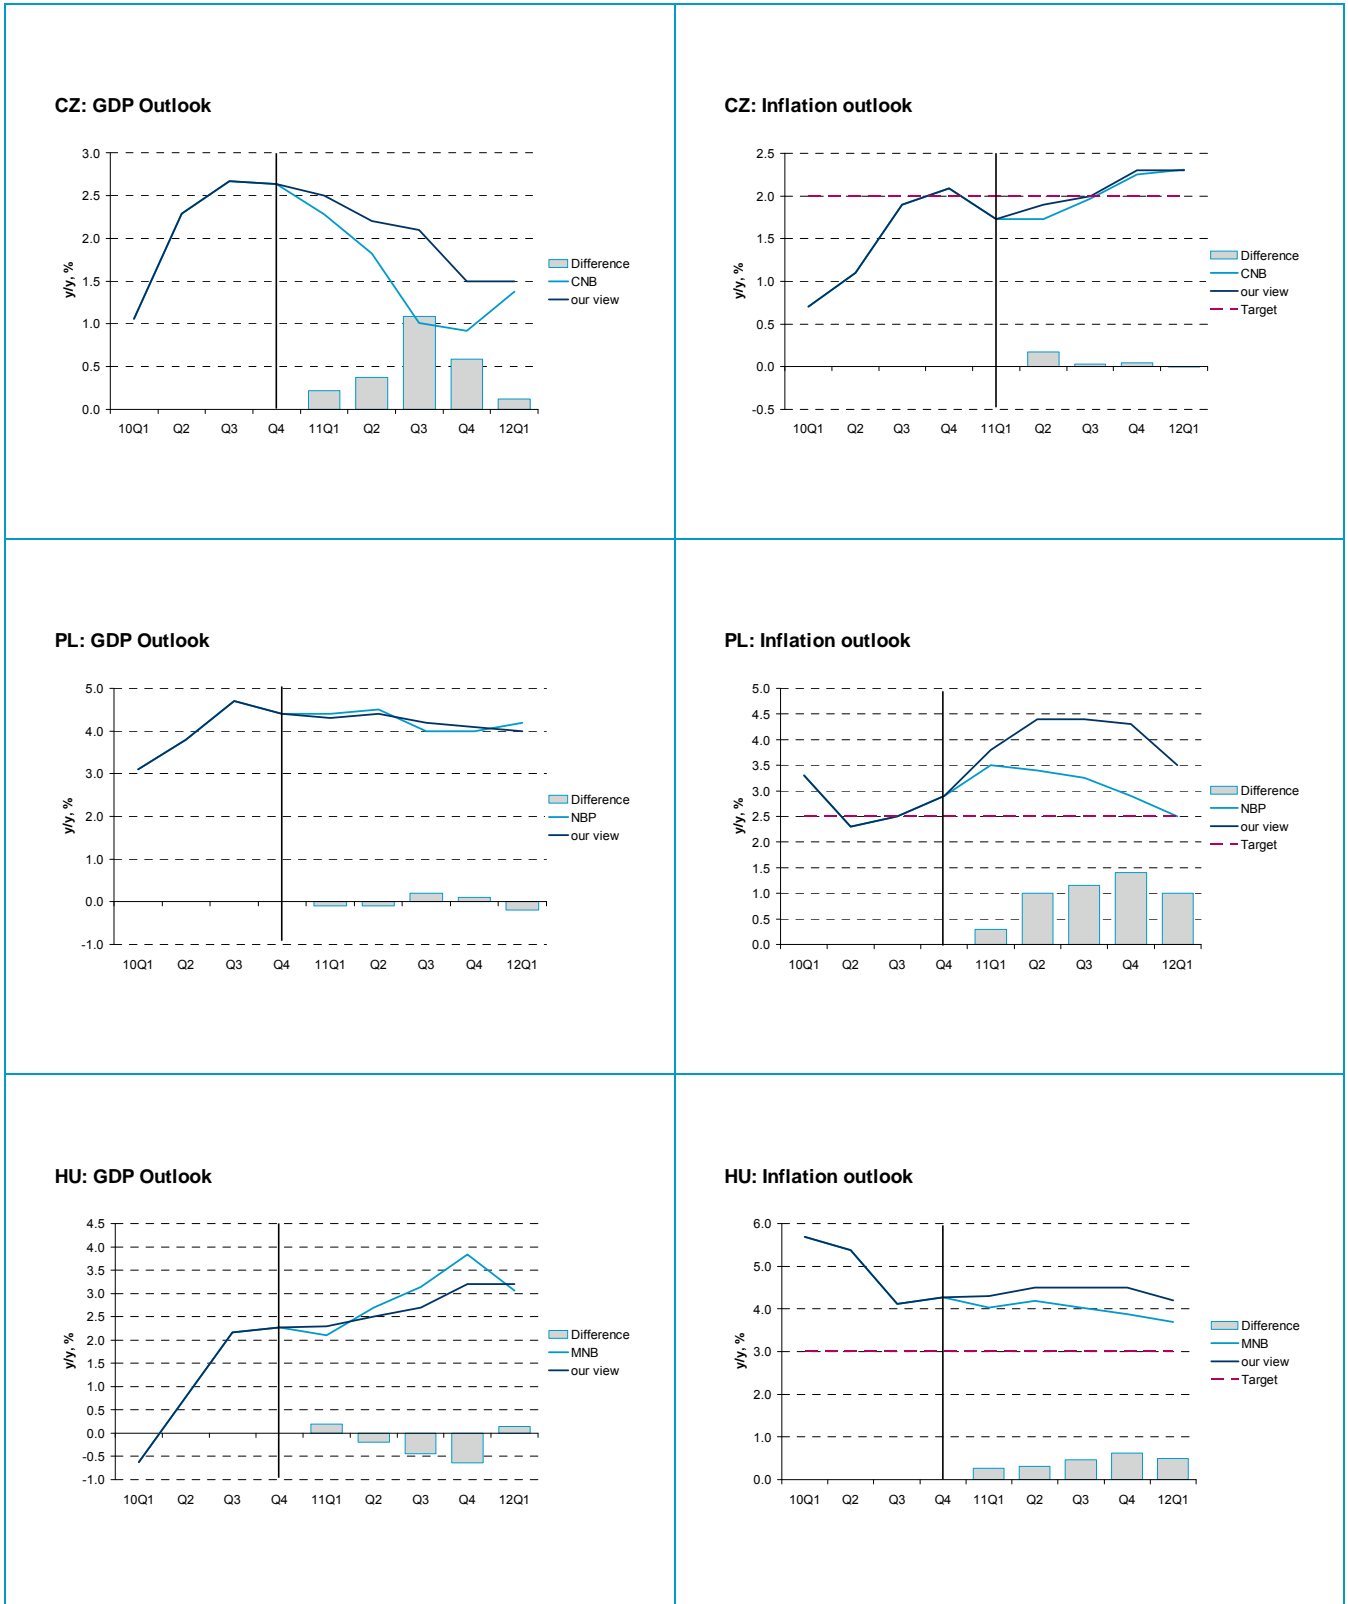 CZ: GDP Outlook
3.0
2.5
2.0
1.5
1.0
0.5
0.0
y/y, %
10Q1 Q2 Q3 Q4 11Q1 Q2 Q3 Q4 12Q1
Difference
CNB
our view
CZ: Inflation outlook
2.5
2.0
1.5
1.0
0.5
0.0
-0.5
y/y, %
10Q1 Q2 Q3 Q4 11Q1 Q2 Q3 Q4 12Q1
Difference
CNB
our view
Target
PL: GDP Outlook
5.0
4.0
3.0
2.0
1.0
0.0
-1.0
y/y, %
10Q1 Q2 Q3 Q4 11Q1 Q2 Q3 Q4 12Q1
Difference
NBP
our view
PL: Inflation outlook
5.0
4.5
4.0
3.5
3.0
2.5
2.0
1.5
1.0
0.5
0.0
y/y, %
10Q1 Q2 Q3 Q4 11Q1 Q2 Q3 Q4 12Q1
Difference
NBP
our view
Target
HU: GDP Outlook
4.5
4.0
3.5
3.0
2.5
2.0
1.5
1.0
0.5
0.0
-0.5
-1.0
y/y, %
10Q1 Q2 Q3 Q4 11Q1 Q2 Q3 Q4 12Q1
Difference
MNB
our view
HU: Inflation outlook
6.0
5.0
4.0
3.0
2.0
1.0
0.0
y/y, %
10Q1 Q2 Q3 Q4 11Q1 Q2 Q3 Q4 12Q1
Difference
MNB
our view
Target